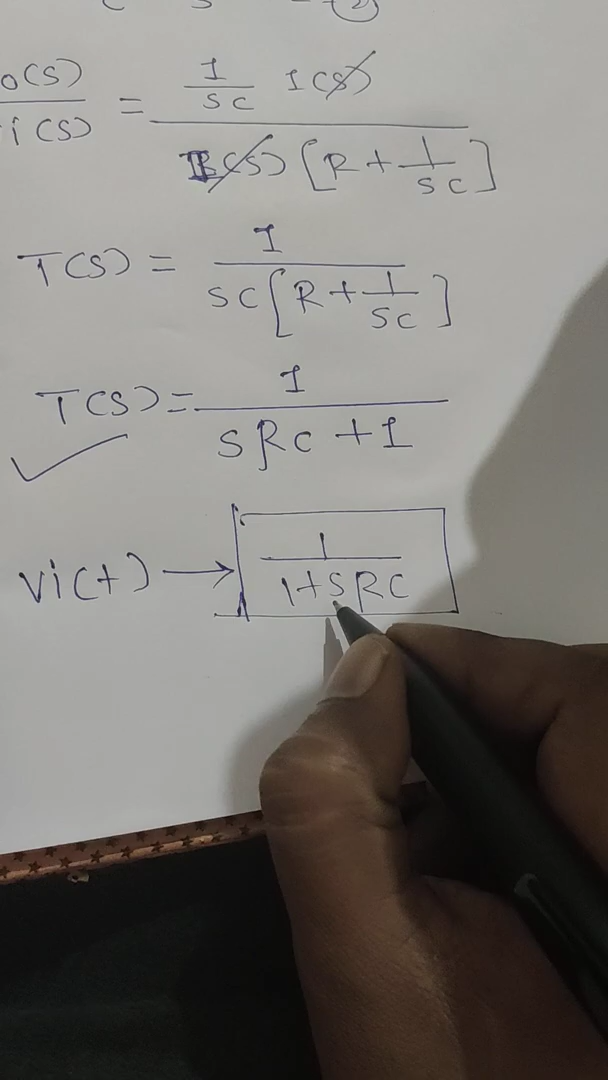 o(s)/i(s) = (1/sc I(s))/(I(s) [R + 1/sc])
T(s) = 1/(sc[R + 1/sc])
T(s) = 1/(sRc + 1)
Vi(t) → 1/(1+SRC)